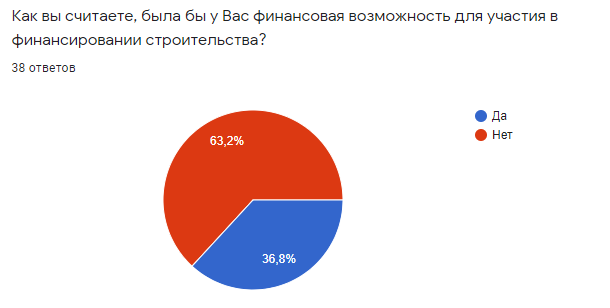 Как вы считаете, была бы у Вас финансовая возможность для участия в
финансировании строительства?
38 ответов
Да
Нет
63,2%
36,8%